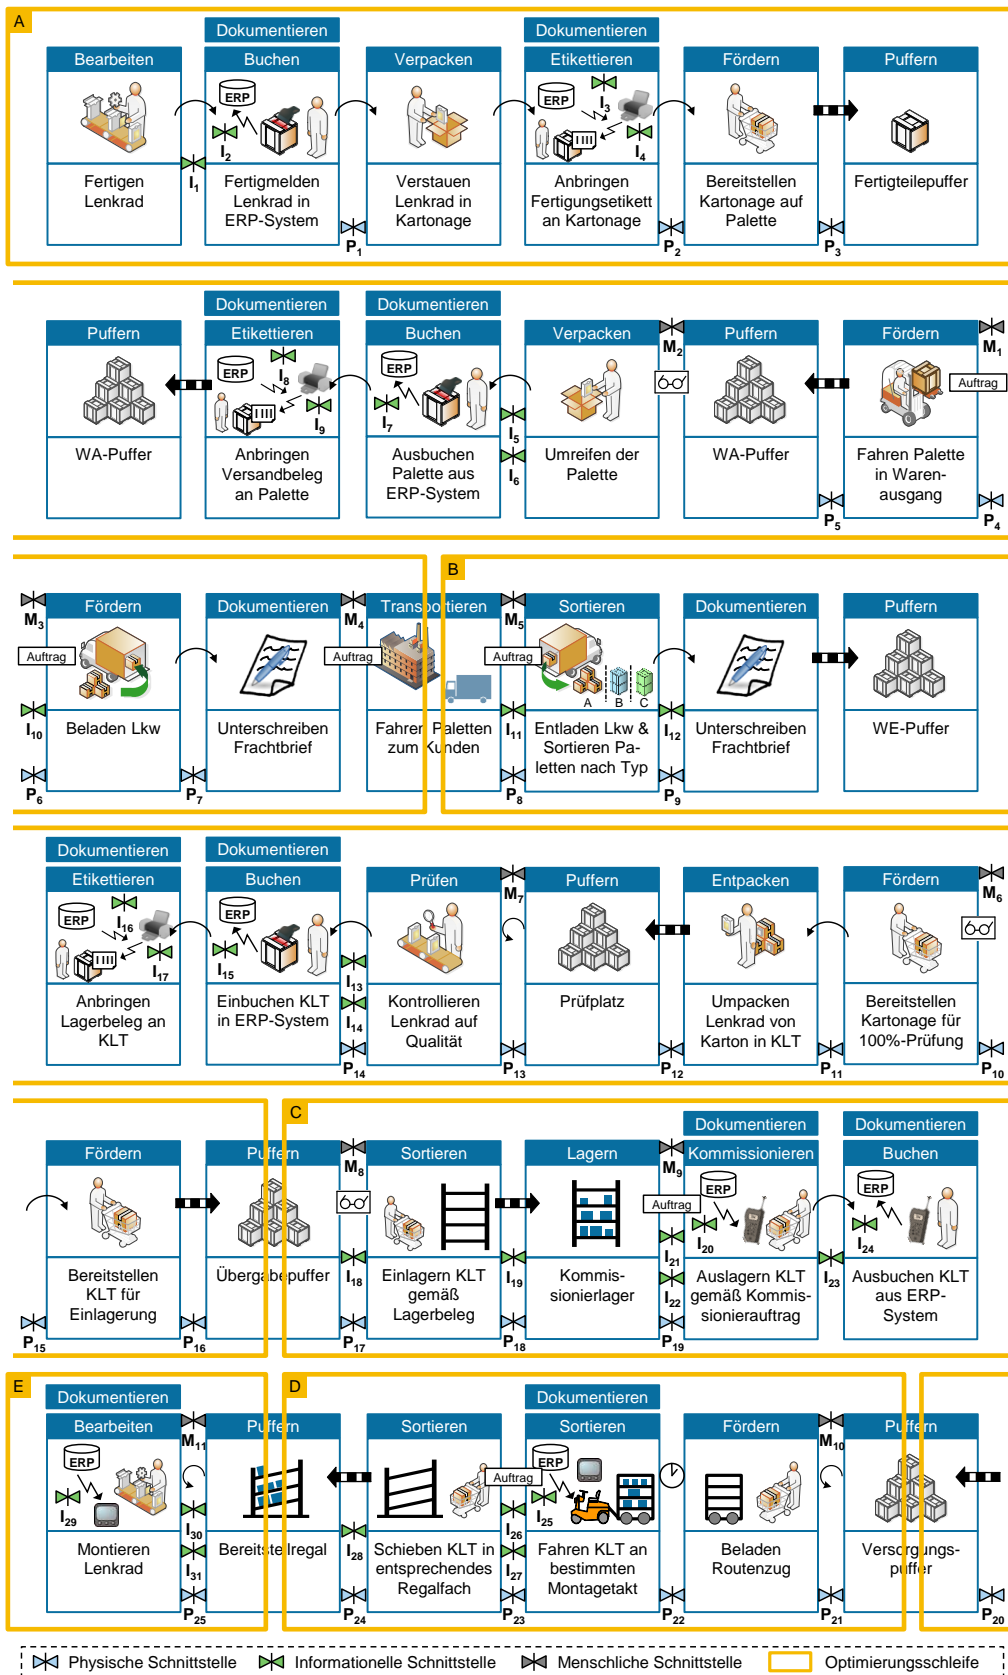 A
Dokumentieren
Dokumentieren
Bearbeiten
Buchen
Verpacken
Etikettieren
Fördern
Puffern
ERP
I2
I1
ERP
I3
I4
Fertigen
Lenkrad
Fertigmelden
Lenkrad in
ERP-System
Verstauen
Lenkrad in
Kartonage
Anbringen
Fertigungsetikett
an Kartonage
Bereitstellen
Kartonage auf
Palette
Fertigteilepuffer
P1
P2
P3
Dokumentieren
Dokumentieren
Puffern
Etikettieren
Buchen
Verpacken
M2
Puffern
Fördern
M1
ERP
I8
I9
ERP
I7
I5
I6
Auftrag
WA-Puffer
Anbringen
Versandbeleg
an Palette
Ausbuchen
Palette aus
ERP-System
Umreifen der
Palette
WA-Puffer
Fahren Palette
in Waren-
ausgang
P5
P4
B
M3
Fördern
Dokumentieren
M4
Transportieren
M5
Sortieren
Dokumentieren
Puffern
Auftrag
Auftrag
Auftrag
A
B
C
I10
I11
I12
Beladen Lkw
Unterschreiben
Frachtbrief
Fahren Paletten
zum Kunden
Entladen Lkw &
Sortieren Pa-
letten nach Typ
Unterschreiben
Frachtbrief
WE-Puffer
P6
P7
P8
P9
Dokumentieren
Dokumentieren
Etikettieren
Buchen
Prüfen
M7
Puffern
Entpacken
Fördern
M6
ERP
I16
I17
ERP
I15
I13
I14
Anbringen
Lagerbeleg an
KLT
Einbuchen KLT
in ERP-System
Kontrollieren
Lenkrad auf
Qualität
Prüfplatz
Umpacken
Lenkrad von
Karton in KLT
Bereitstellen
Kartonage für
100%-Prüfung
P14
P13
P12
P11
P10
C
Dokumentieren
Dokumentieren
Fördern
Puffern
M8
Sortieren
Lagern
M9
Kommissionieren
Buchen
Auftrag
ERP
I20
ERP
I24
I18
I19
I21
I22
I23
Bereitstellen
KLT für
Einlagerung
Übergabepuffer
Einlagern KLT
gemäß
Lagerbeleg
Kommis-
sionierlager
Auslagern KLT
gemäß Kommis-
sionierauftrag
Ausbuchen KLT
aus ERP-
System
P15
P16
P17
P18
P19
E
D
Dokumentieren
Dokumentieren
Bearbeiten
M11
Puffern
Sortieren
Sortieren
Fördern
M10
Puffern
ERP
I29
I30
I31
I28
Auftrag
ERP
I25
I26
I27
Montieren
Lenkrad
Bereitstellregal
Schieben KLT in
entsprechendes
Regalfach
Fahren KLT an
bestimmten
Montagetakt
Beladen
Routenzug
Versorgungs-
puffer
P25
P24
P23
P22
P21
P20
Physische Schnittstelle
Informationelle Schnittstelle
Menschliche Schnittstelle
Optimierungsschleife